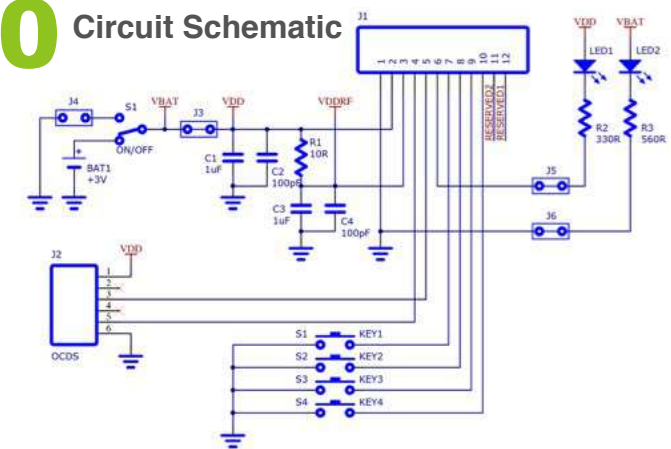 0
Circuit Schematic
J1
1 2 3 4 5 6 7 8 9 10 11 12
RESERVED2
RESERVED1
VDD
VBAT
LED1
LED2
R2
330R
R3
560R
J4
S1
VBAT
J3
VDD
VDDRF
ON/OFF
+
BAT1
+3V
C1
1uF
C2
100pF
R1
10R
C3
1uF
C4
100pF
J5
J6
J2
VDD
1
2
3
4
5
6
OCDS
S1
KEY1
S2
KEY2
S3
KEY3
S4
KEY4